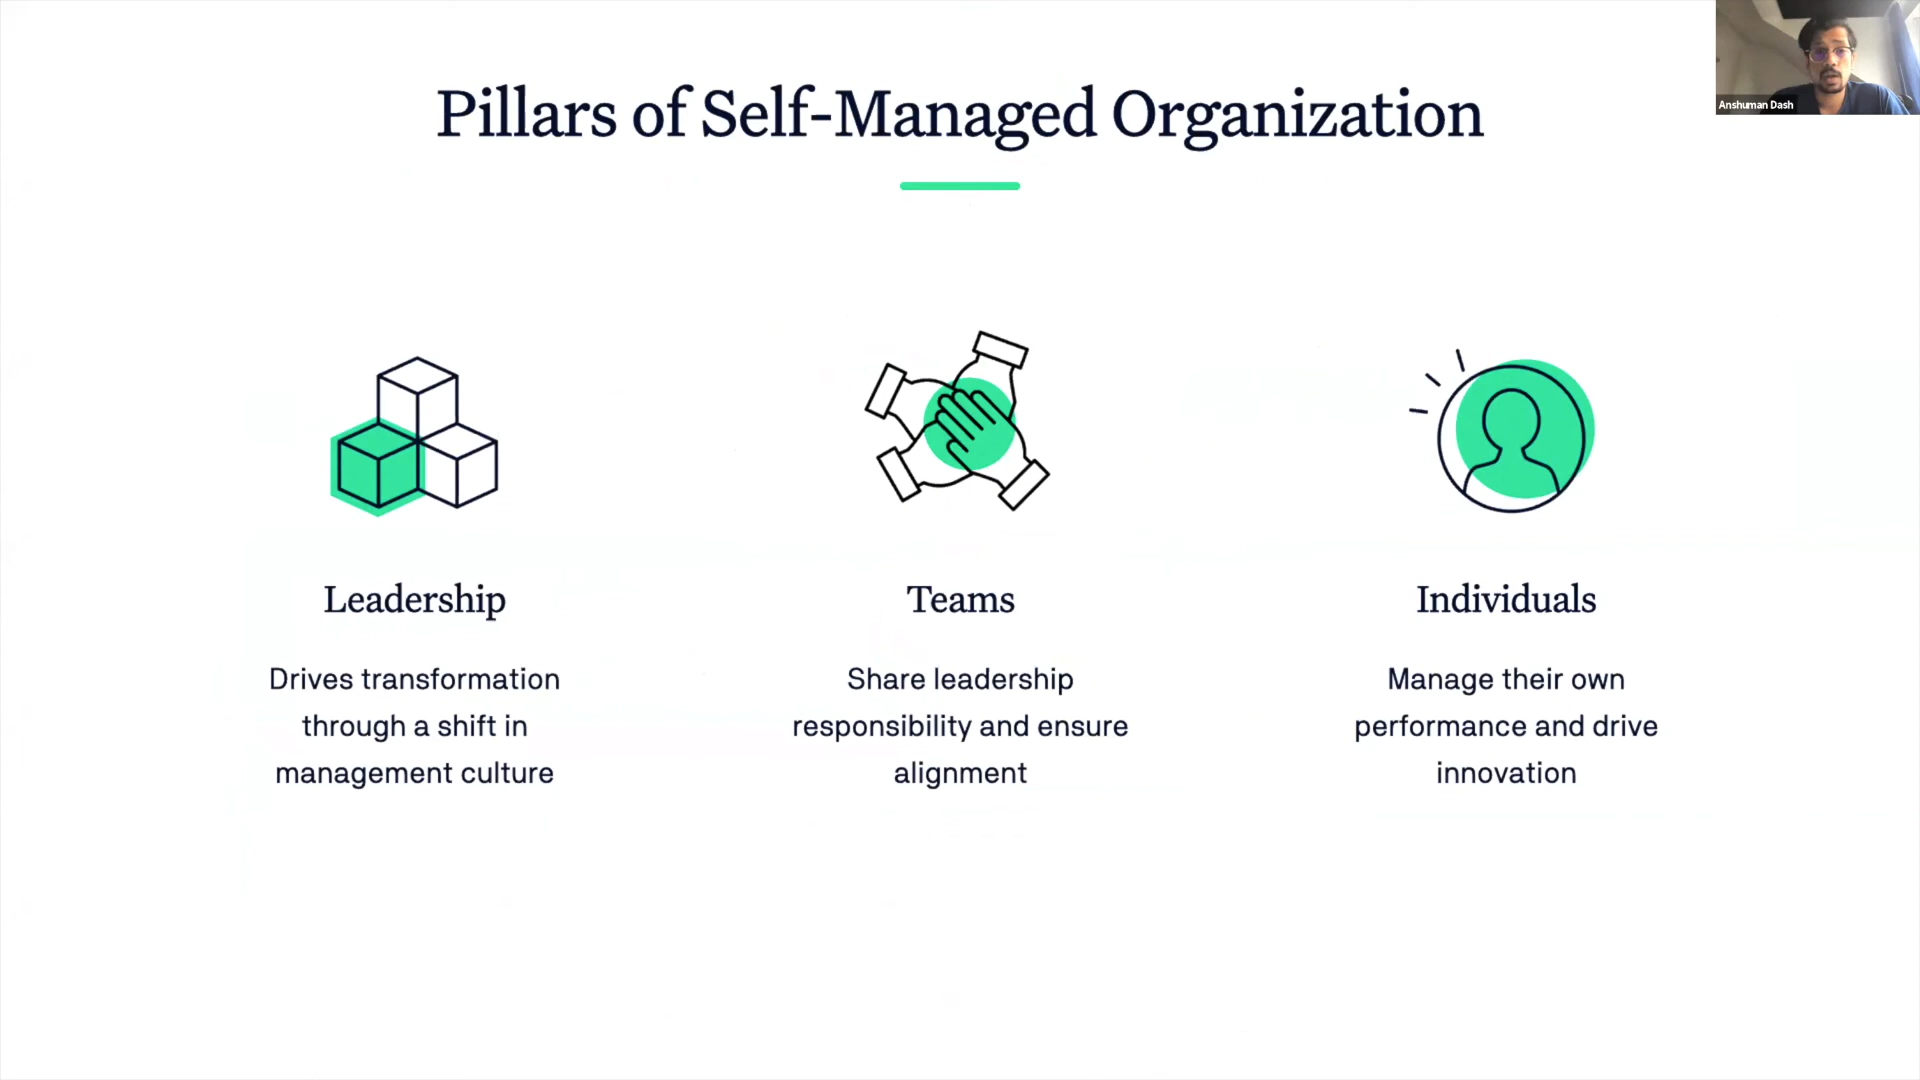 Pillars of Self-Managed Organization
Anshuman Dash
Leadership
Drives transformation
through a shift in
management culture
Teams
Share leadership
responsibility and ensure
alignment
Individuals
Manage their own
performance and drive
innovation